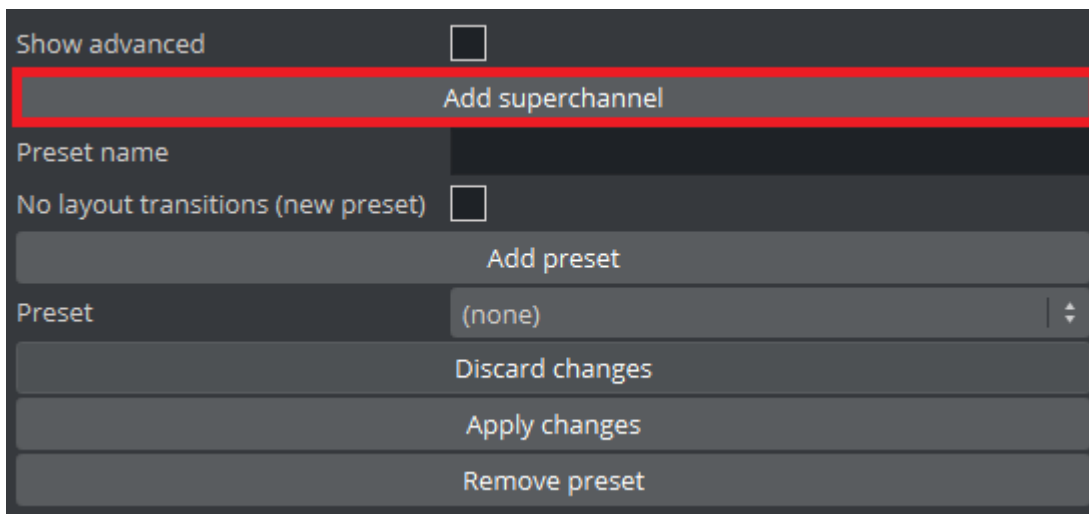 Show advanced
Add superchannel
Preset name
No layout transitions (new preset)
Add preset
Preset
(none)
Discard changes
Apply changes
Remove preset